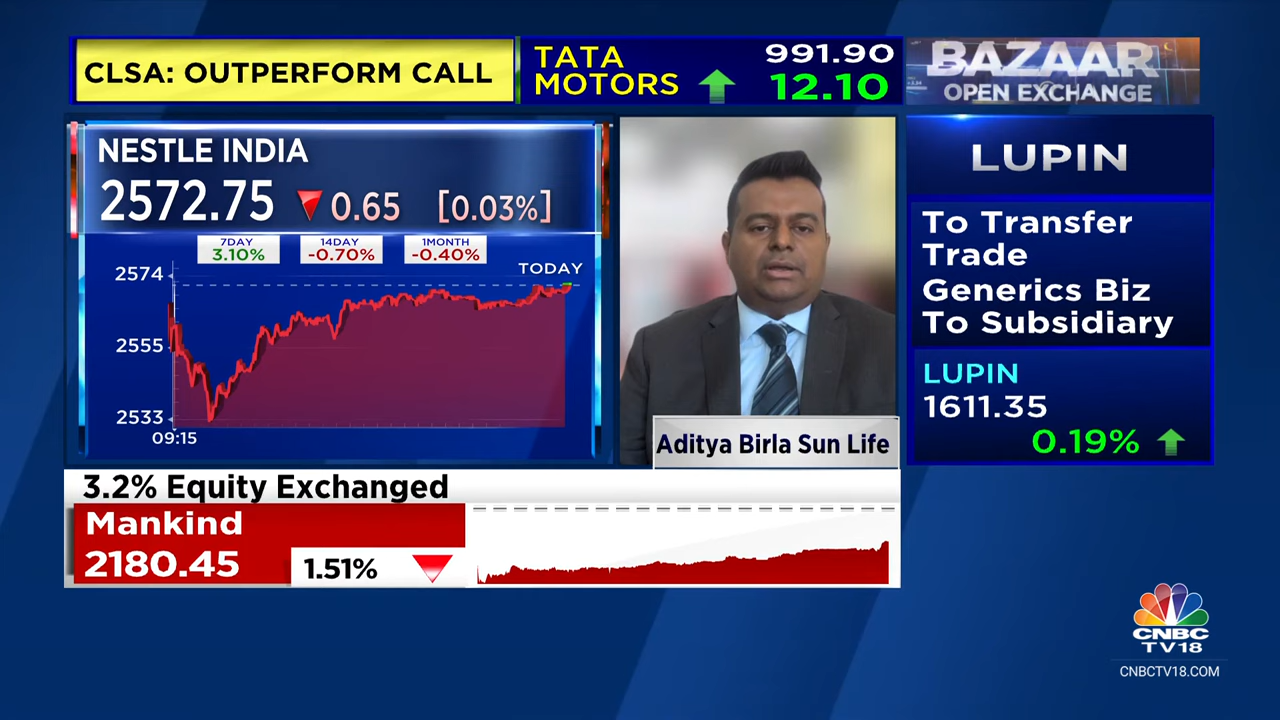 CLSA: OUTPERFORM CALL
TATA
MOTORS
991.90
12.10
BAZAAR
OPEN EXCHANGE
NESTLE INDIA
2572.75
0.65
[0.03%]
7DAY
3.10%
14DAY
-0.70%
1MONTH
-0.40%
TODAY
2574
2555
2533
09:15
Aditya Birla Sun Life
LUPIN
To Transfer
Trade
Generics Biz
To Subsidiary
LUPIN
1611.35
0.19%
3.2% Equity Exchanged
Mankind
2180.45
1.51%
CNBC
TV18
CNBCTV18.COM